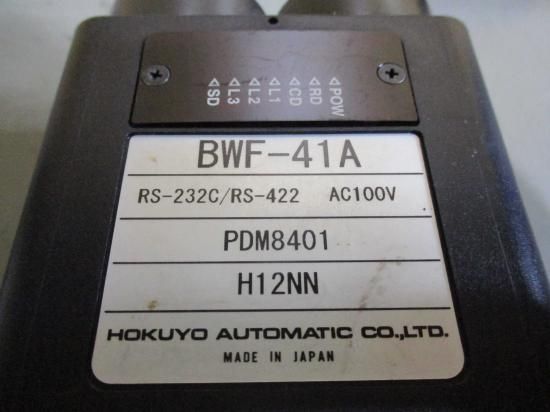 ◁SD
◁L3
◁L2
◁L1
◁CD
◁RD
◁POW
BWF-41A
RS-232C/RS-422 AC100V
PDM8401
H12NN
HOKUYO AUTOMATIC CO.,LTD.
MADE IN JAPAN